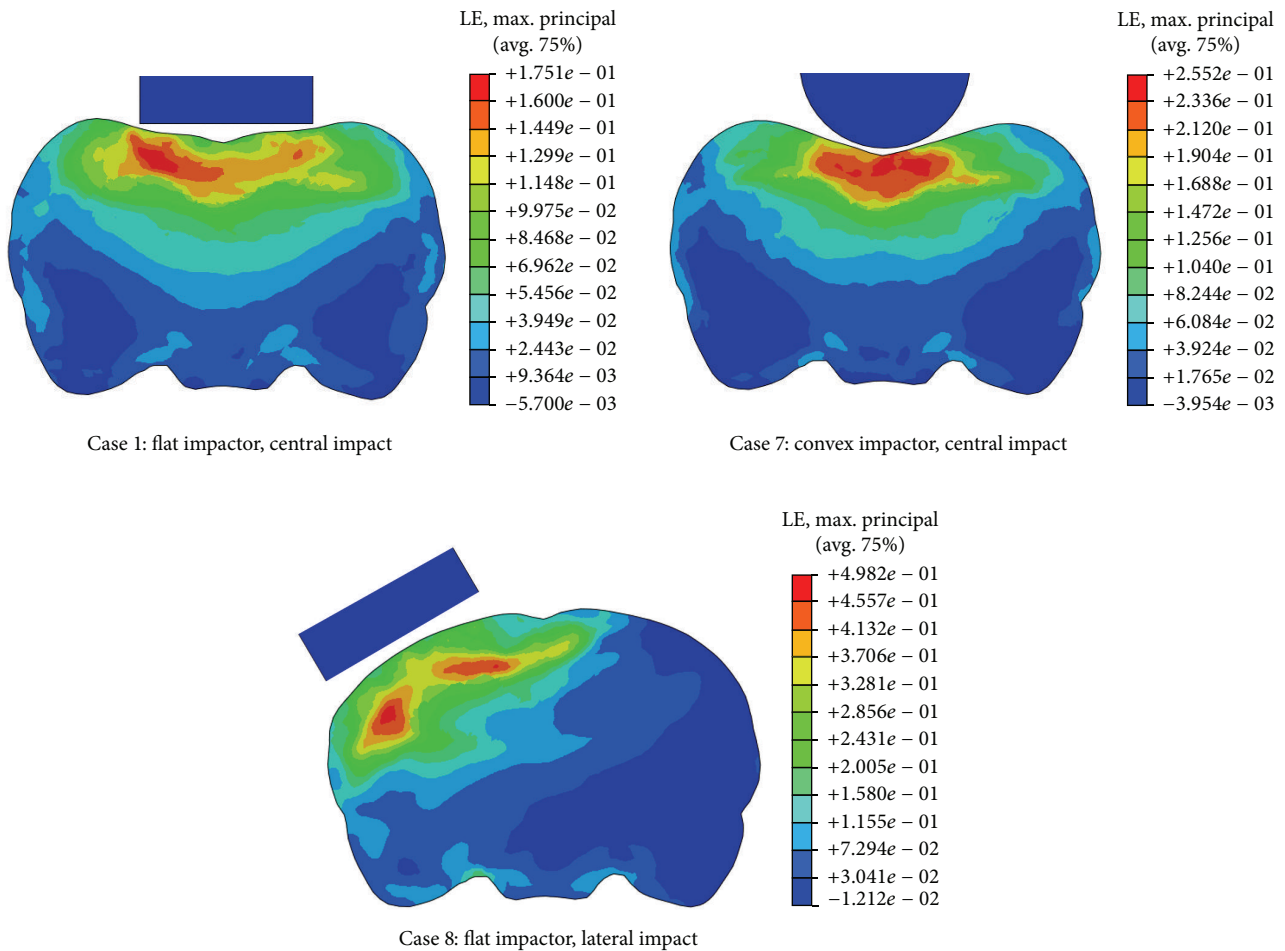 LE, max. principal
(avg. 75%)
+1.751e − 01
+1.600e − 01
+1.449e − 01
+1.299e − 01
+1.148e − 01
+9.975e − 02
+8.468e − 02
+6.962e − 02
+5.456e − 02
+3.949e − 02
+2.443e − 02
+9.364e − 03
−5.700e − 03
Case 1: flat impactor, central impact
LE, max. principal
(avg. 75%)
+2.552e − 01
+2.336e − 01
+2.120e − 01
+1.904e − 01
+1.688e − 01
+1.472e − 01
+1.256e − 01
+1.040e − 01
+8.244e − 02
+6.084e − 02
+3.924e − 02
+1.765e − 02
−3.954e − 03
Case 7: convex impactor, central impact
LE, max. principal
(avg. 75%)
+4.982e − 01
+4.557e − 01
+4.132e − 01
+3.706e − 01
+3.281e − 01
+2.856e − 01
+2.431e − 01
+2.005e − 01
+1.580e − 01
+1.155e − 01
+7.294e − 02
+3.041e − 02
−1.212e − 02
Case 8: flat impactor, lateral impact